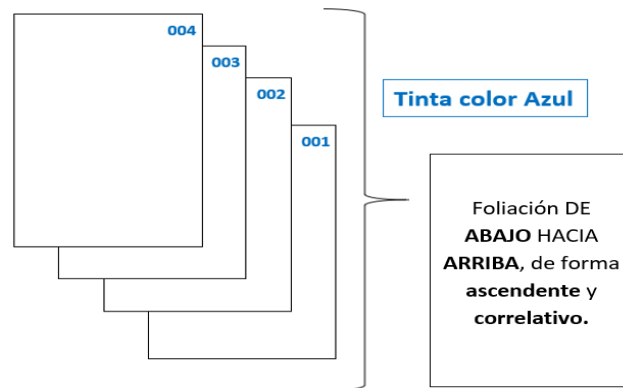 004
003
002
001
Tinta color Azul
Foliación DE
ABAJO HACIA
ARRIBA, de forma
ascendente y
correlativo.